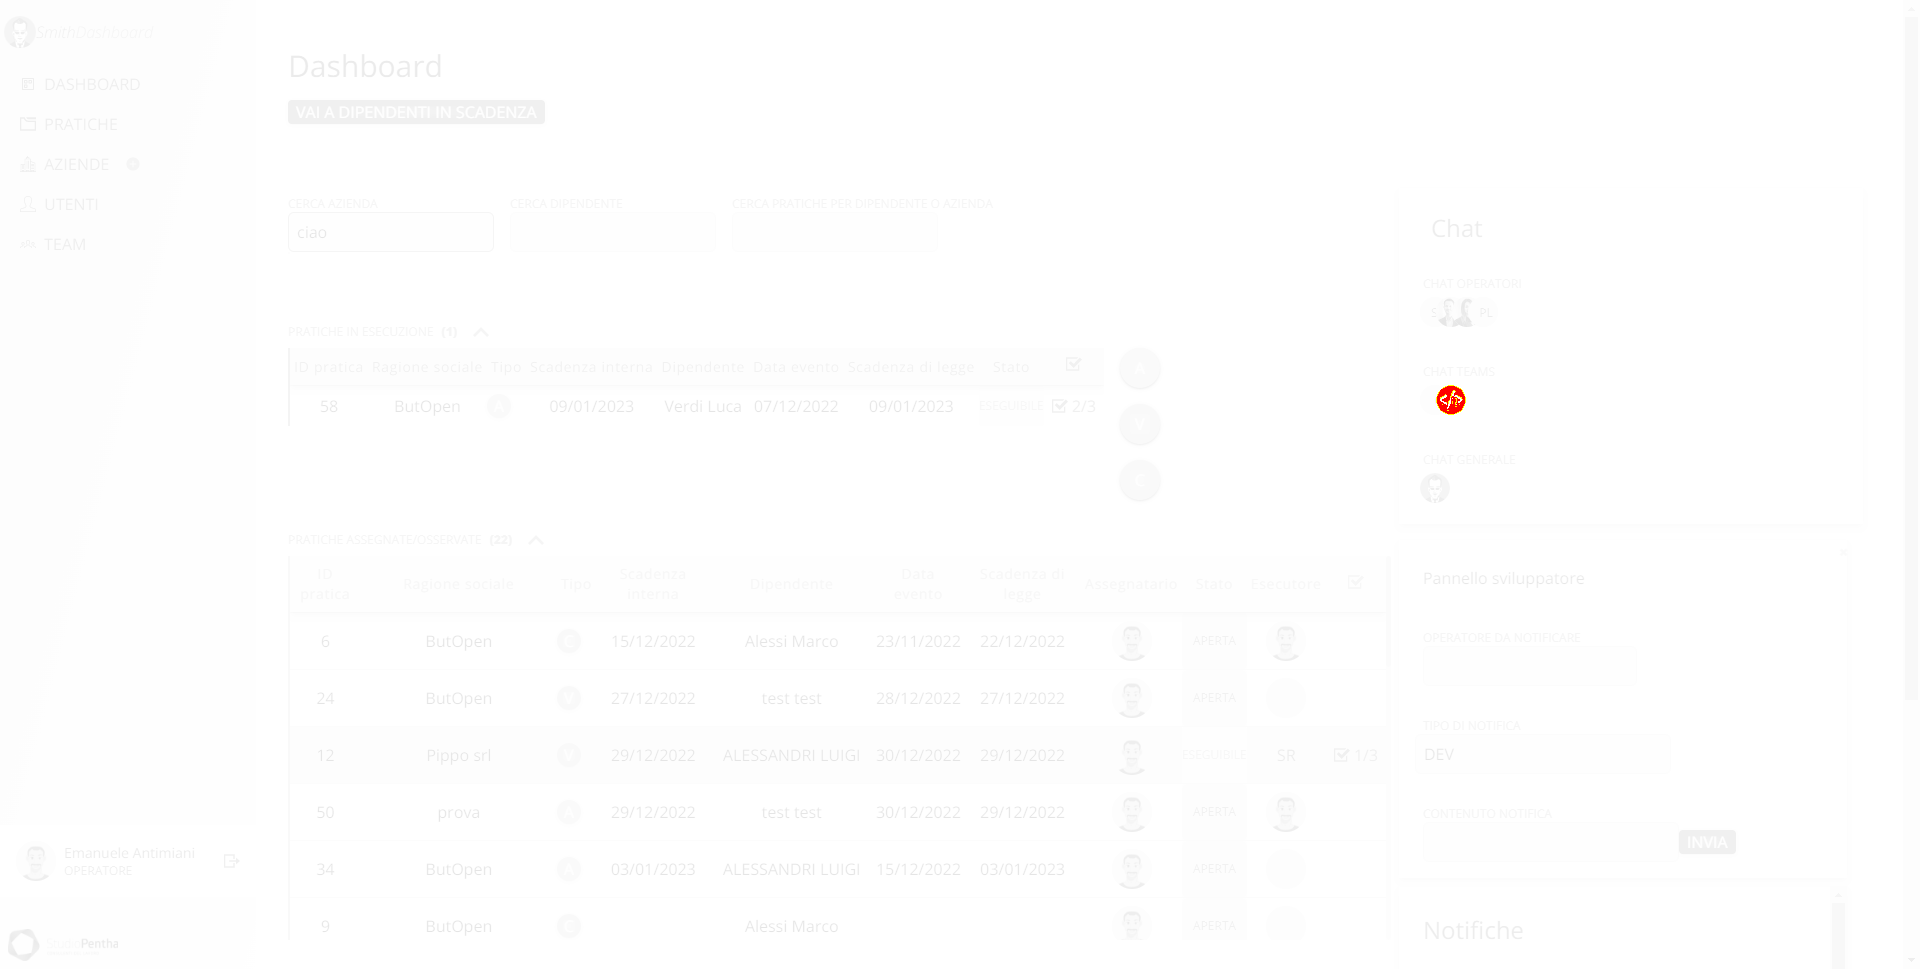 SmithDashboard
DASHBOARD
PRATICHE
AZIENDE
UTENTI
TEAM
Emanuele Antimiani
OPERATORE
Pentha
Dashboard
VAI A DIPENDENTI IN SCADENZA
CERCA AZIENDA CERCA DIPENDENTE CERCA PRATICHE PER DIPENDENTE O AZIENDA
ciao
PRATICHE IN ESECUZIONE (1)
ID pratica Ragione sociale Tipo Scadenza interna Dipendente Data evento Scadenza di legge Stato
58 ButOpen A 09/01/2023 Verdi Luca 07/12/2022 09/01/2023 ESEGUIBILE 2/3
A
V
E
PRATICHE ASSEGNATE/OSSERVATE (22)
ID pratica Ragione sociale Tipo Scadenza interna Dipendente Data evento Scadenza di legge Assegnatario Stato Esecutore
6 ButOpen E 15/12/2022 Alessi Marco 23/11/2022 22/12/2022 APERTA
24 ButOpen V 27/12/2022 test test 28/12/2022 27/12/2022 APERTA
12 Pippo srl V 29/12/2022 ALESSANDRI LUIGI 30/12/2022 29/12/2022 ESEGUIBILE SR 1/3
50 prova A 29/12/2022 test test 30/12/2022 29/12/2022 APERTA
34 ButOpen A 03/01/2023 ALESSANDRI LUIGI 15/12/2022 03/01/2023 APERTA
9 ButOpen E Alessi Marco APERTA
Chat
CHAT OPERATORI
S PL
CHAT TEAMS
</>
CHAT GENERALE
Pannello sviluppatore
OPERATORE DA NOTIFICARE
TIPO DI NOTIFICA
DEV
CONTENUTO NOTIFICA
INVIA
Notifiche